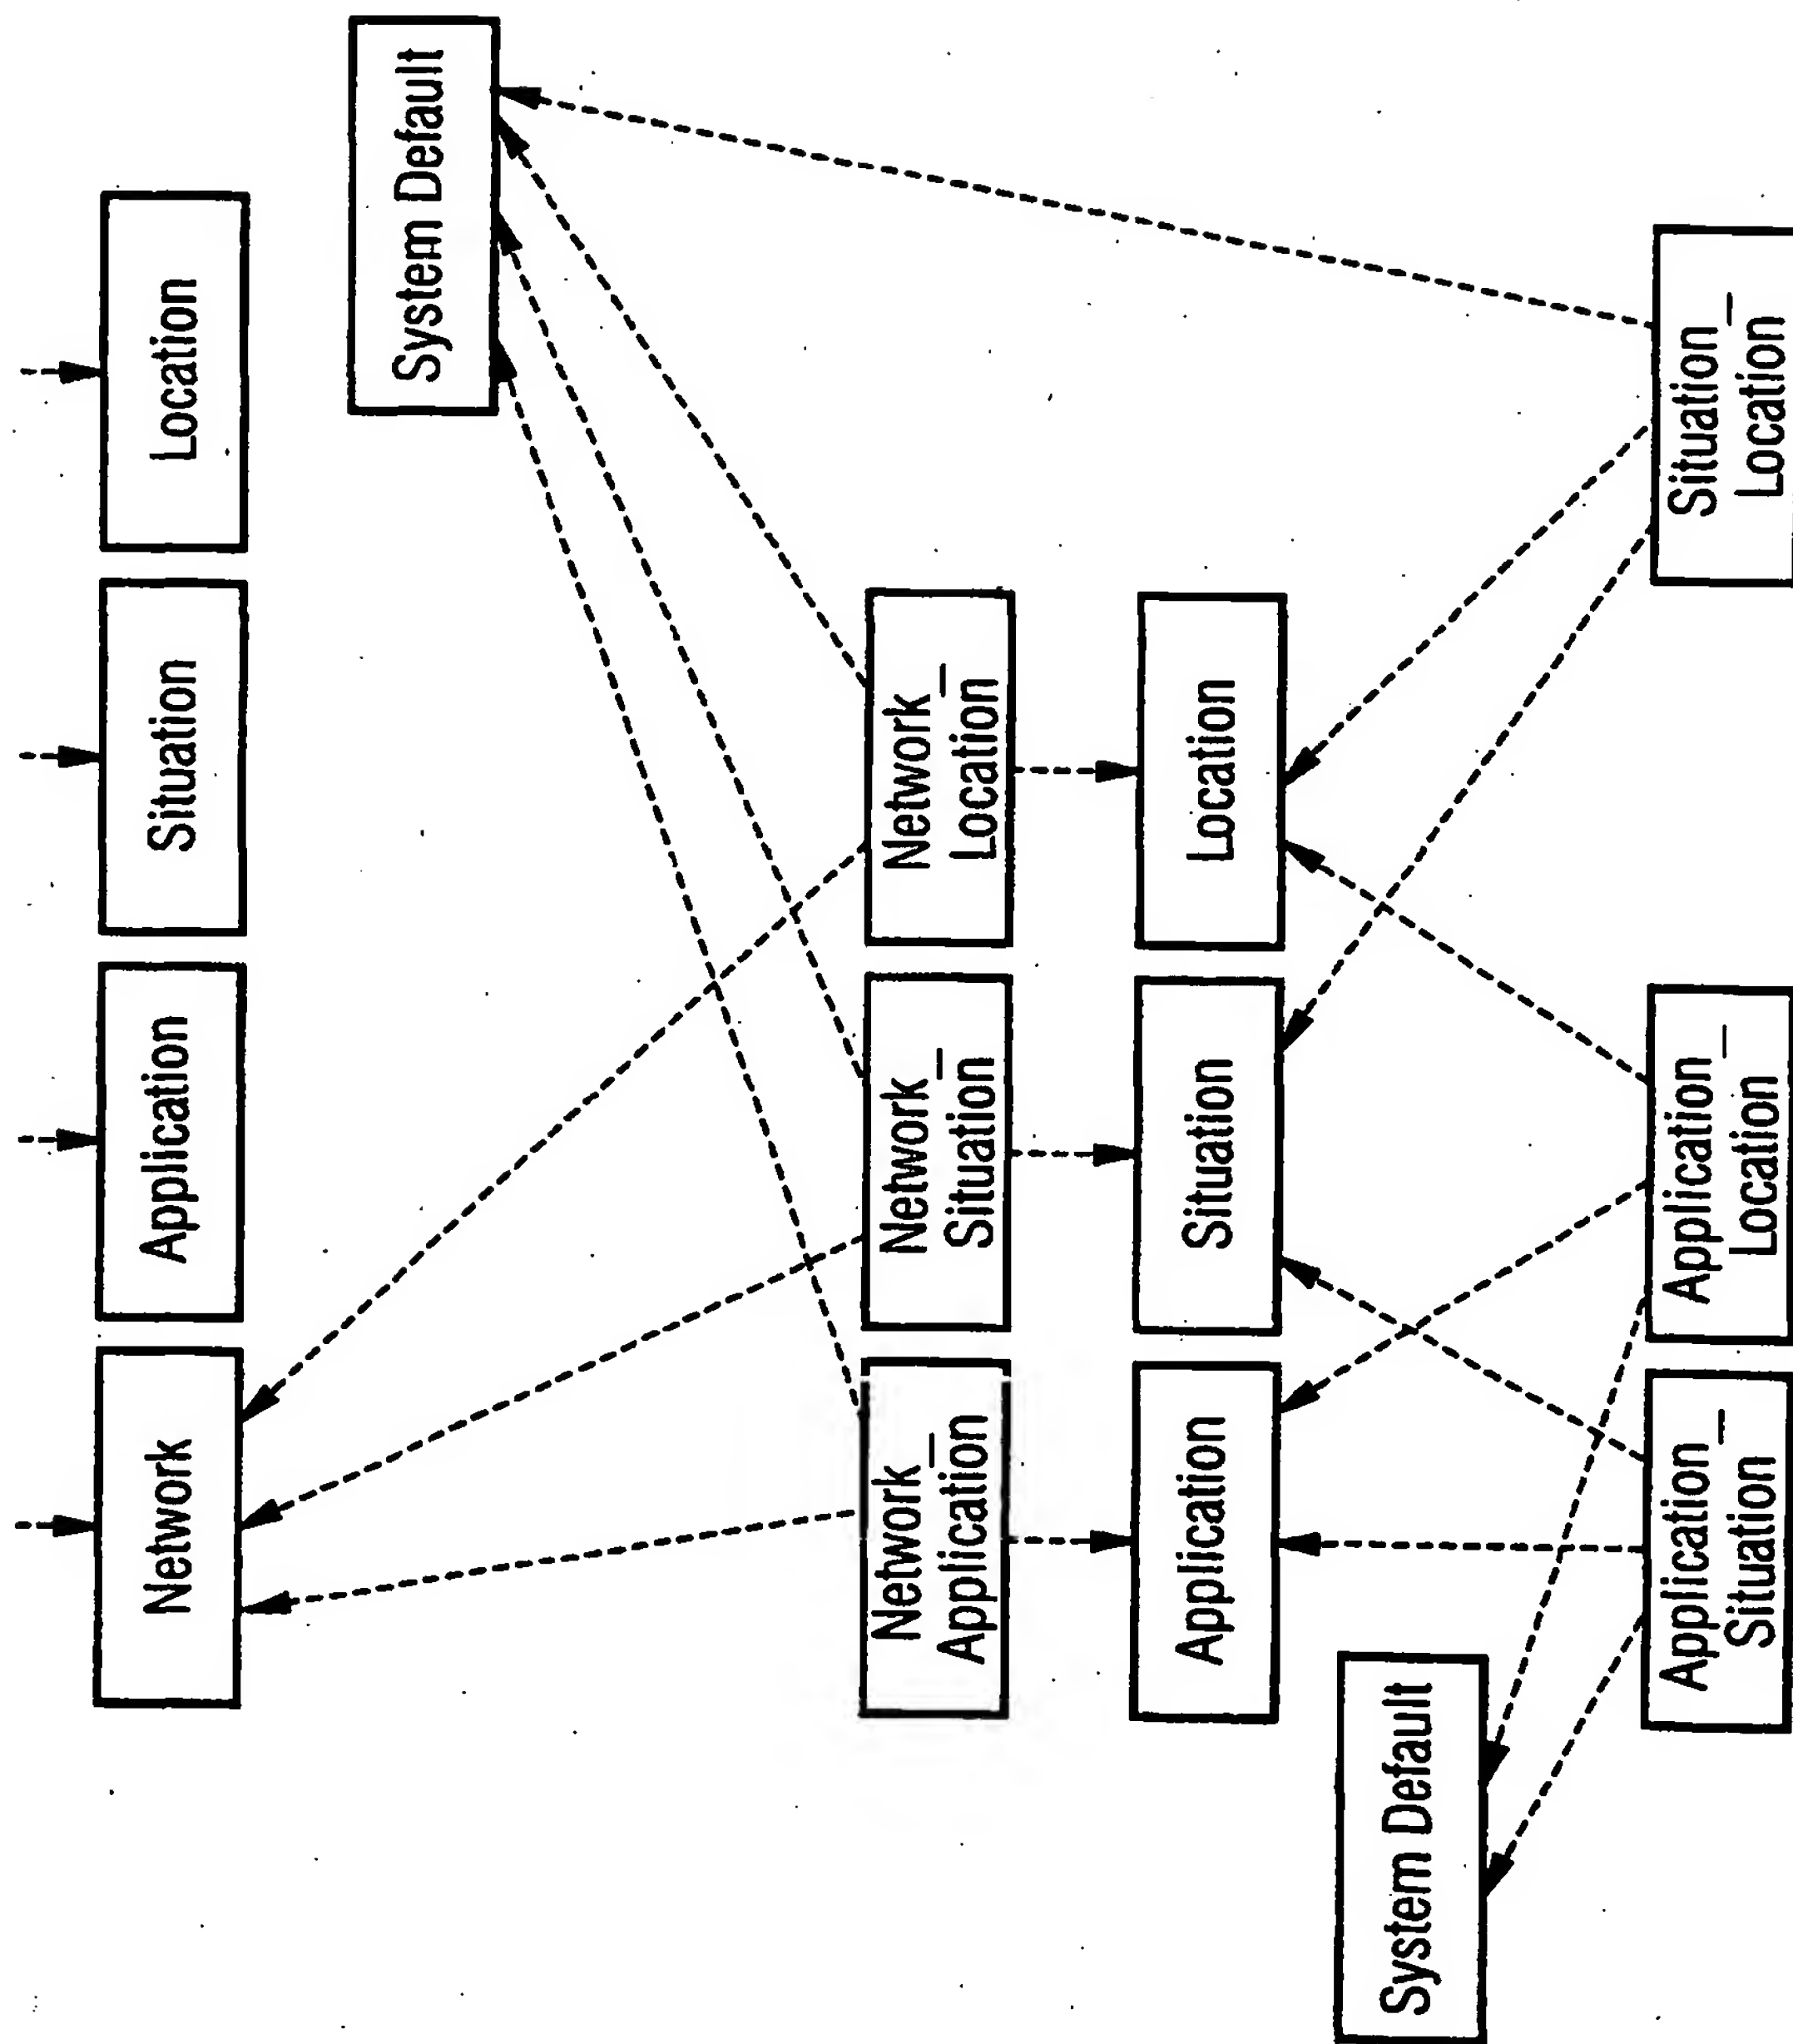 Network
Application
Situation
Location
System Default
Network_
Application
Network_
Situation
Network_
Location
Application
Situation
Location
System Default
Application_
Situation
Application_
Location
Situation_
Location